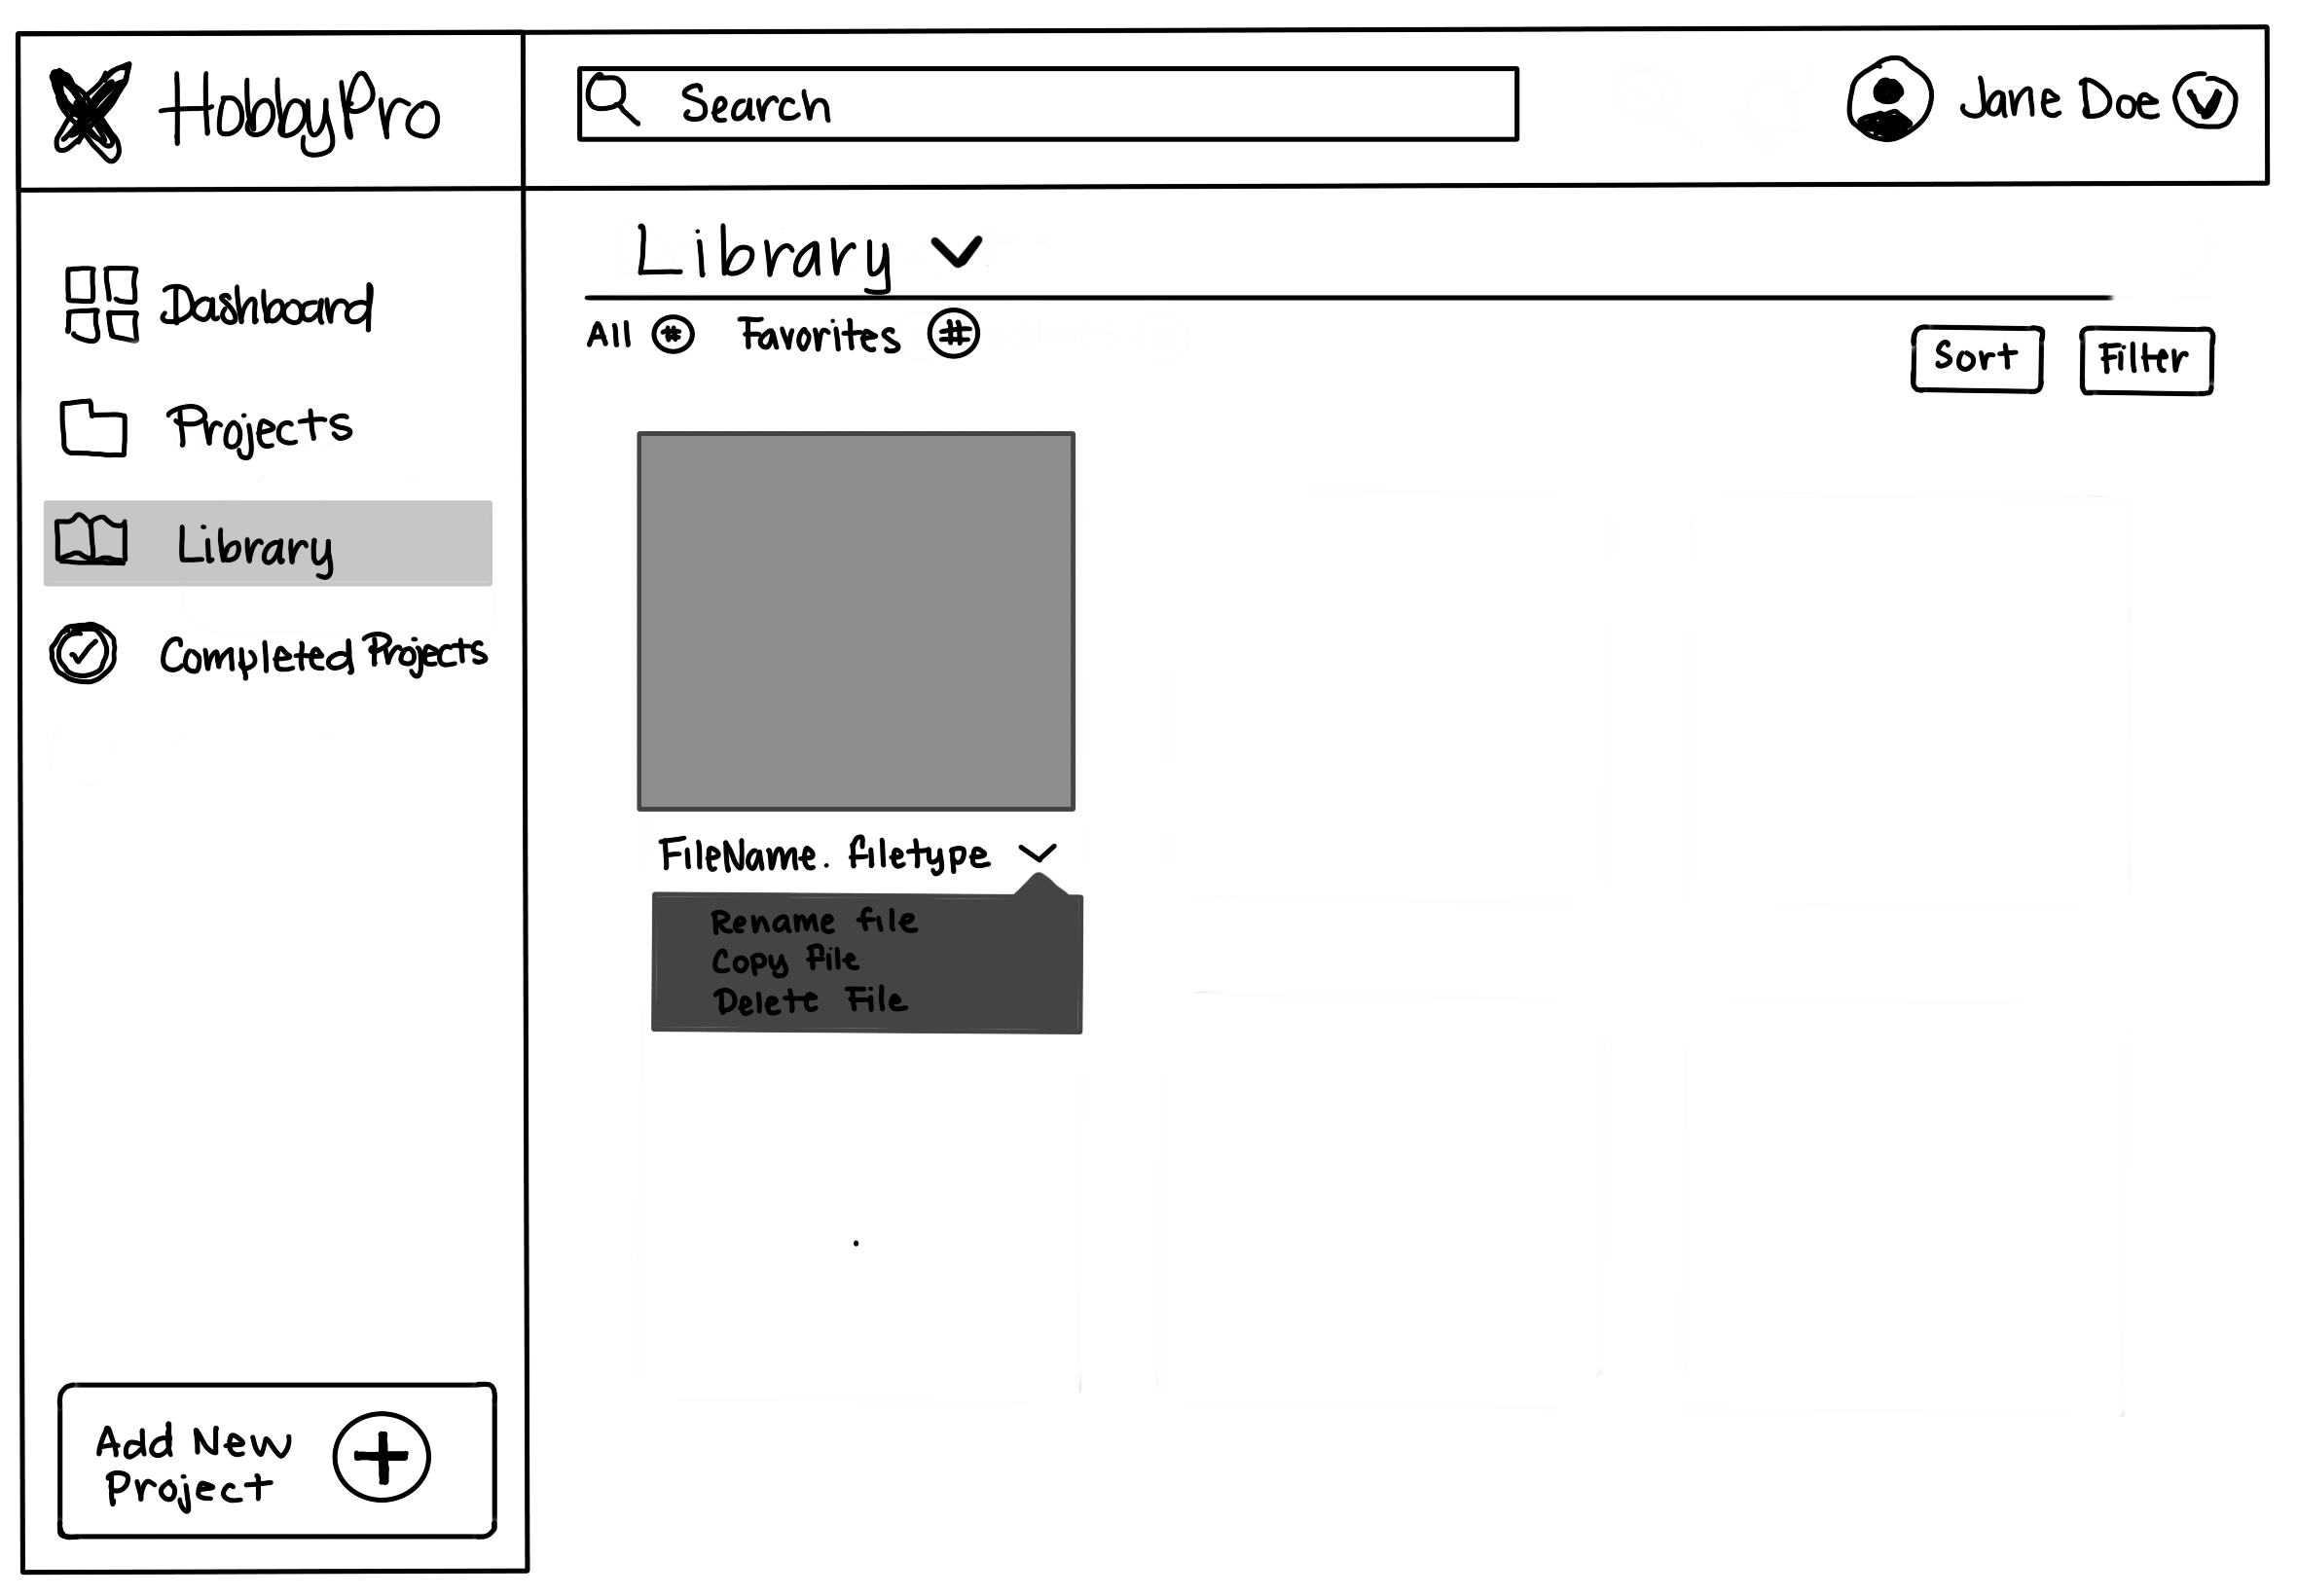 HobbyPro
Search
Jane Doe
Dashboard
Projects
Library
Completed Projects
Add New
Project
Library
All #
Favorites #
Sort
Filter
FileName.filetype
Rename file
Copy File
Delete File